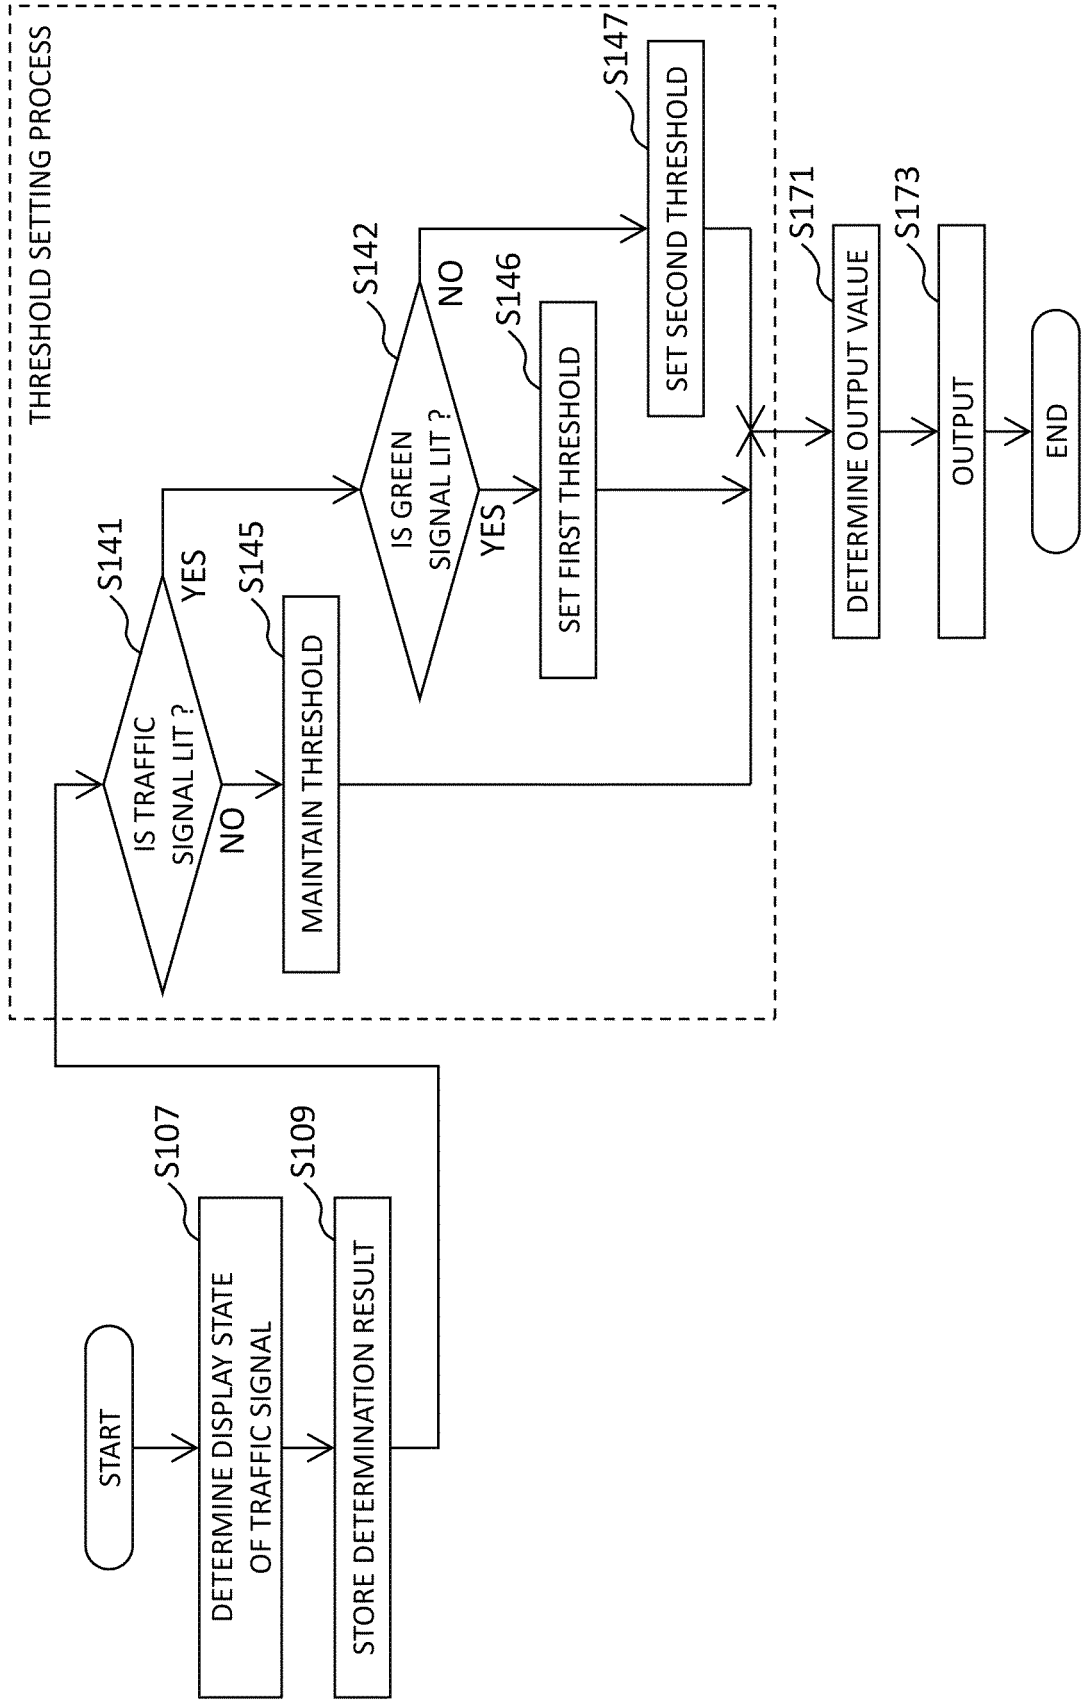 START
S107
DETERMINE DISPLAY STATE
OF TRAFFIC SIGNAL
S109
STORE DETERMINATION RESULT
THRESHOLD SETTING PROCESS
S141
IS TRAFFIC
SIGNAL LIT ?
YES
NO
S145
MAINTAIN THRESHOLD
S142
IS GREEN
SIGNAL LIT ?
NO
YES
S146
SET FIRST THRESHOLD
S147
SET SECOND THRESHOLD
S171
DETERMINE OUTPUT VALUE
S173
OUTPUT
END